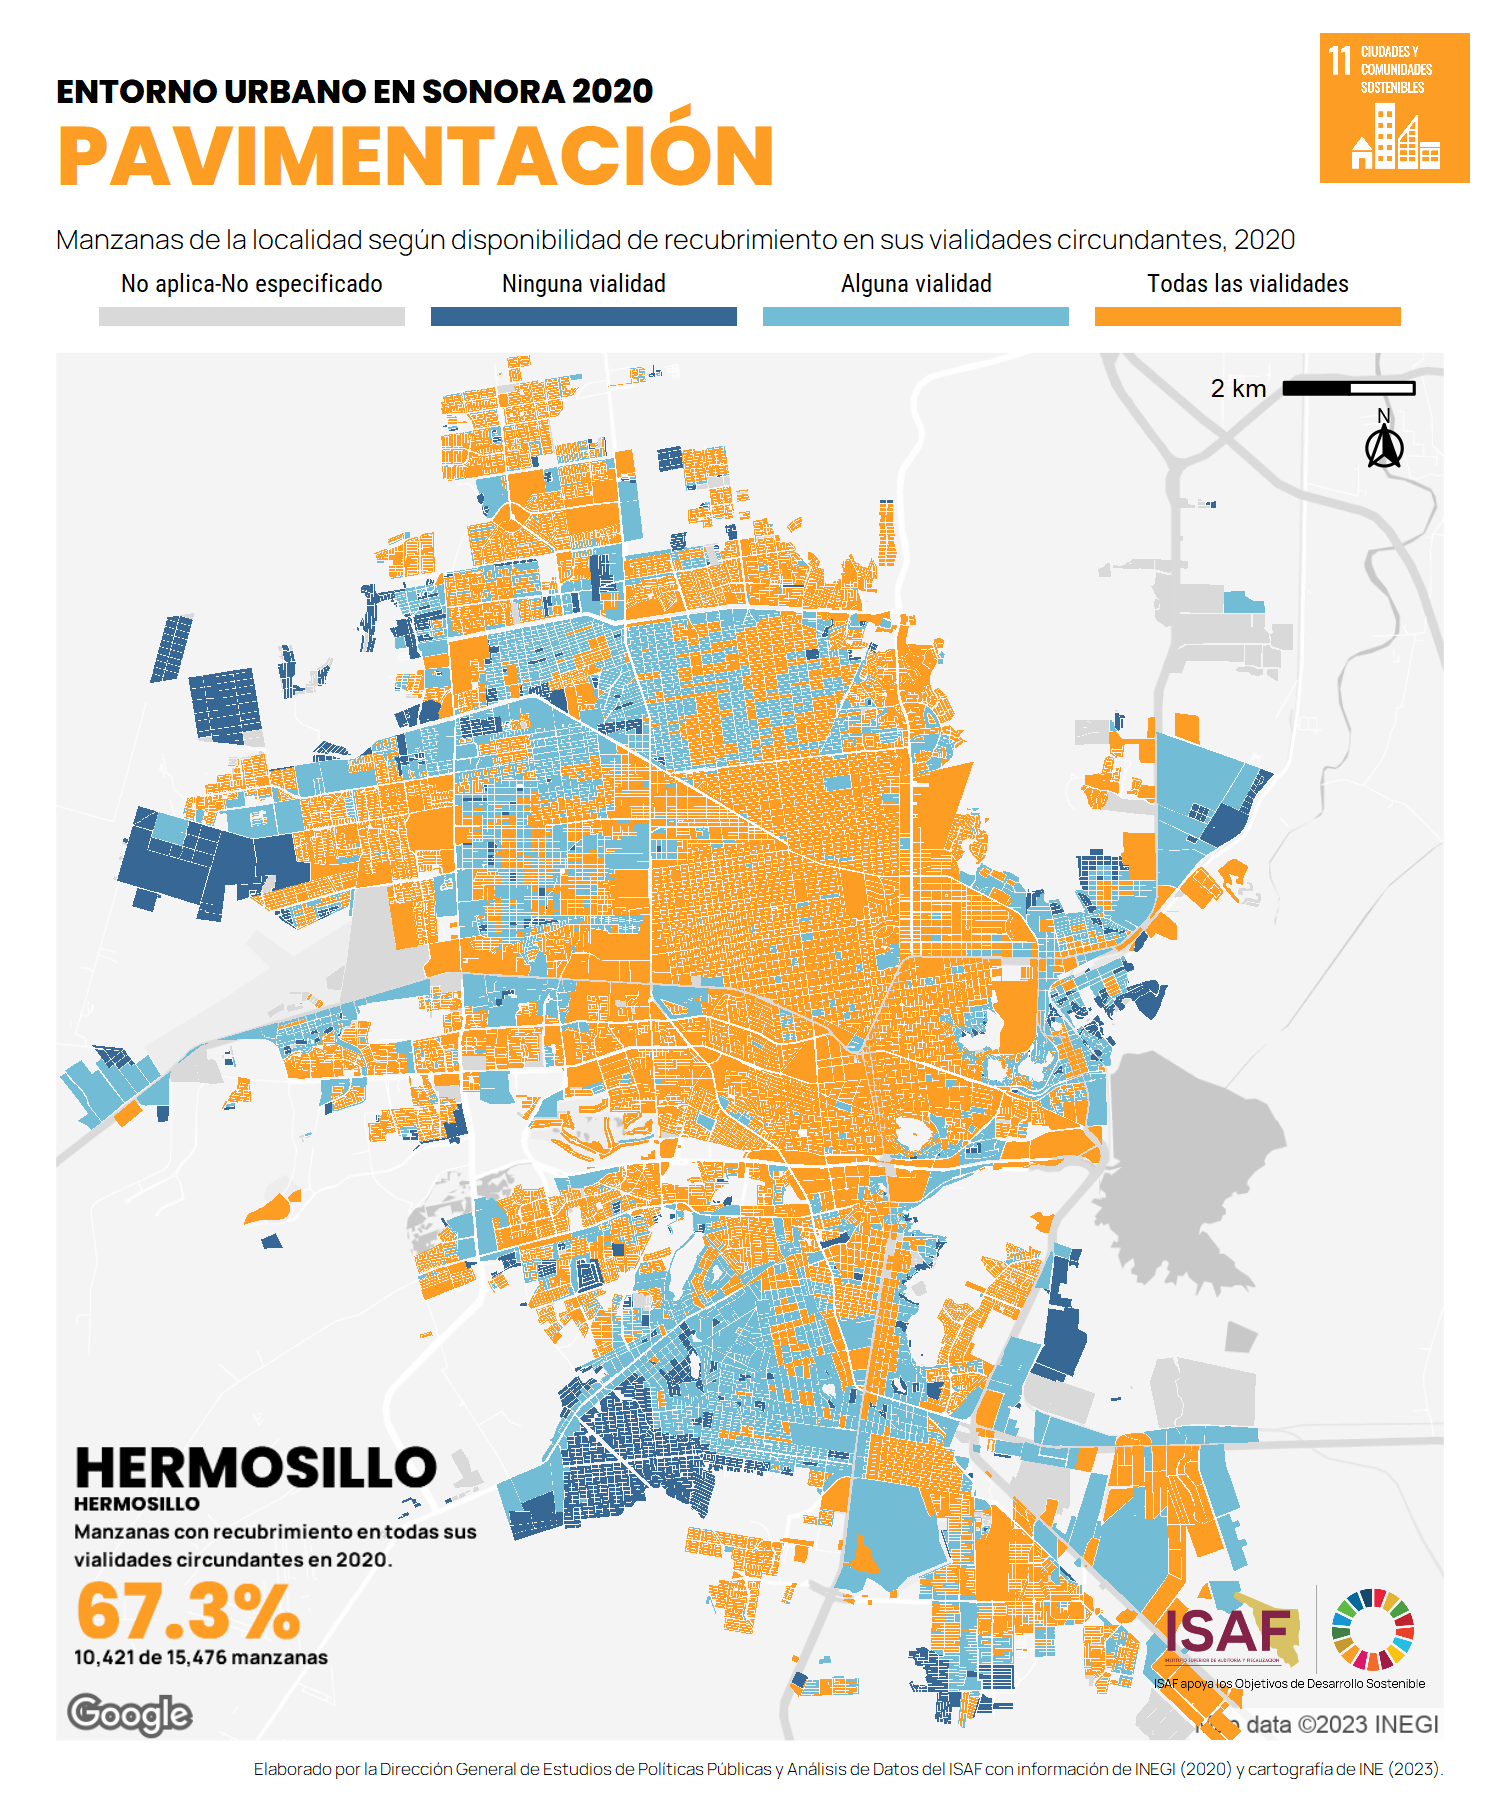 11 CIUDADES Y
COMUNIDADES
SOSTENIBLES
ENTORNO URBANO EN SONORA 2020
PAVIMENTACIÓN
Manzanas de la localidad según disponibilidad de recubrimiento en sus vialidades circundantes, 2020
No aplica-No especificado Ninguna vialidad Alguna vialidad Todas las vialidades
2 km
N
HERMOSILLO
HERMOSILLO
Manzanas con recubrimiento en todas sus
vialidades circundantes en 2020.
67.3%
10,421 de 15,476 manzanas
Google
ISAF
INSTITUTO SUPERIOR DE AUDITORÍA Y FISCALIZACIÓN
ISAF apoya los Objetivos de Desarrollo Sostenible
data ©2023 INEGI
Elaborado por la Dirección General de Estudios de Políticas Públicas y Análisis de Datos del ISAF con información de INEGI (2020) y cartografía de INE (2023).